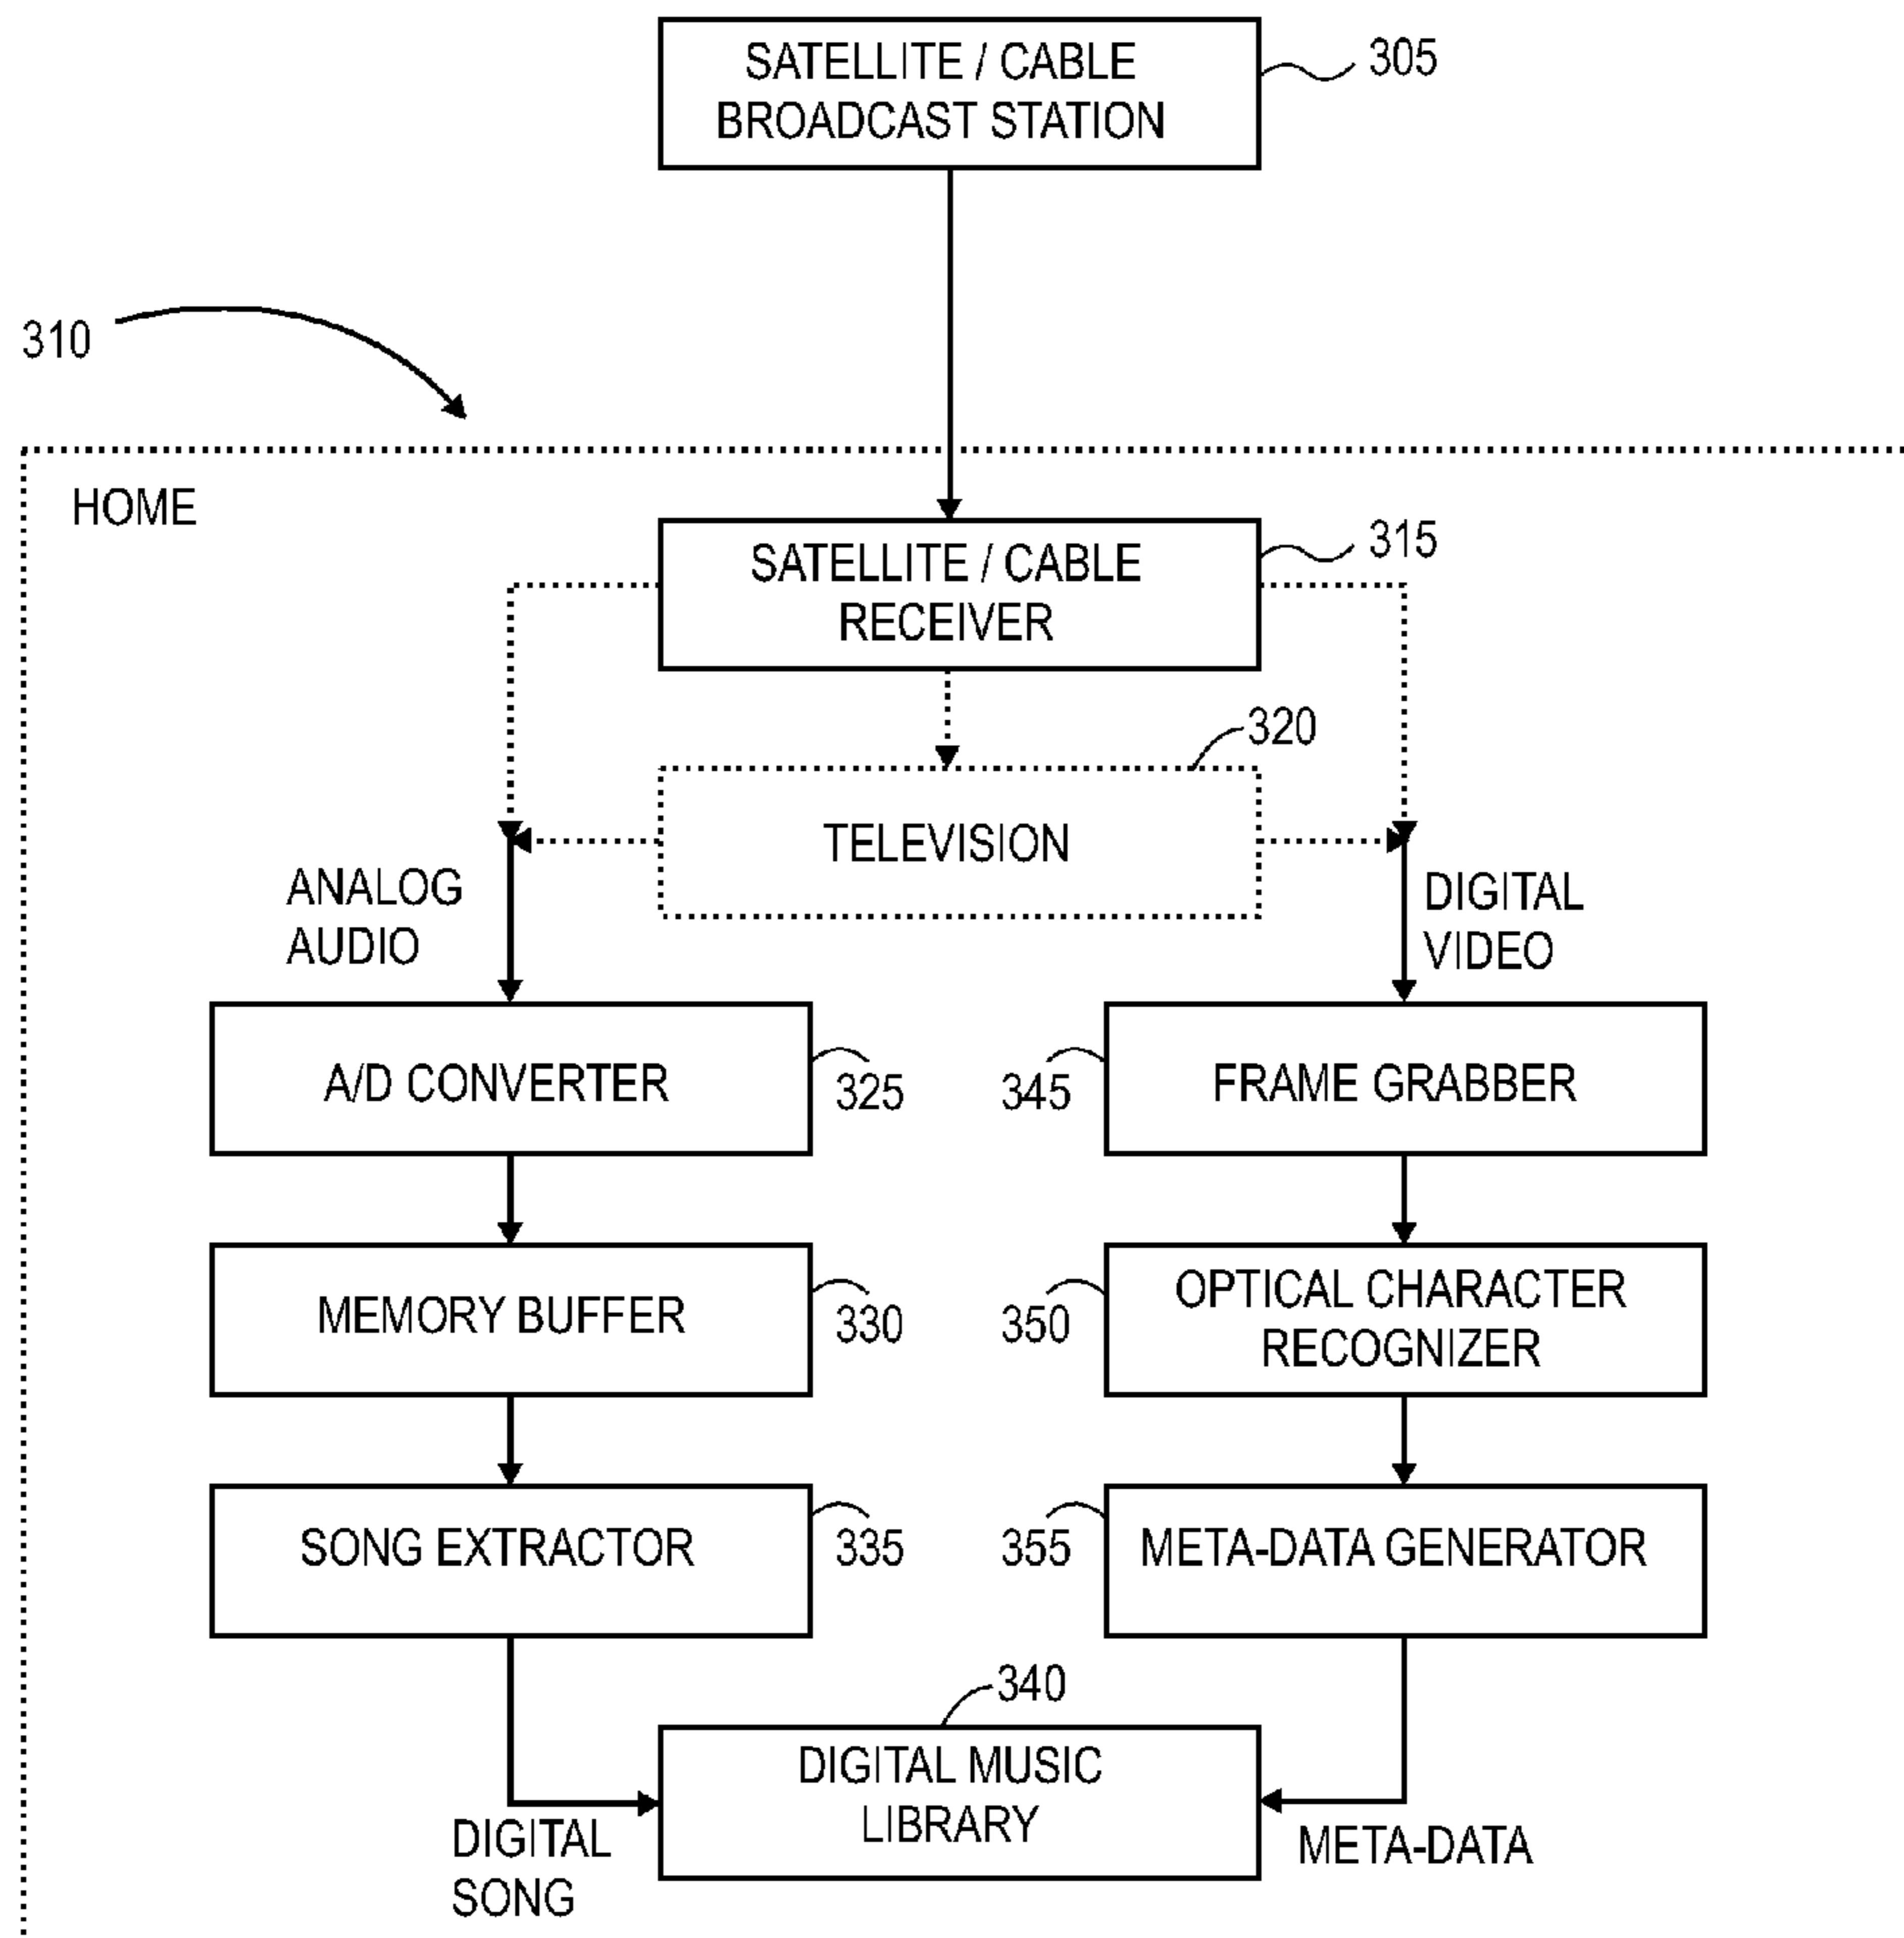 SATELLITE / CABLE
BROADCAST STATION
305
310
HOME
SATELLITE / CABLE
RECEIVER
315
320
TELEVISION
ANALOG
AUDIO
DIGITAL
VIDEO
A/D CONVERTER
325
345
FRAME GRABBER
MEMORY BUFFER
330
350
OPTICAL CHARACTER
RECOGNIZER
SONG EXTRACTOR
335
355
META-DATA GENERATOR
340
DIGITAL MUSIC
LIBRARY
DIGITAL
SONG
META-DATA